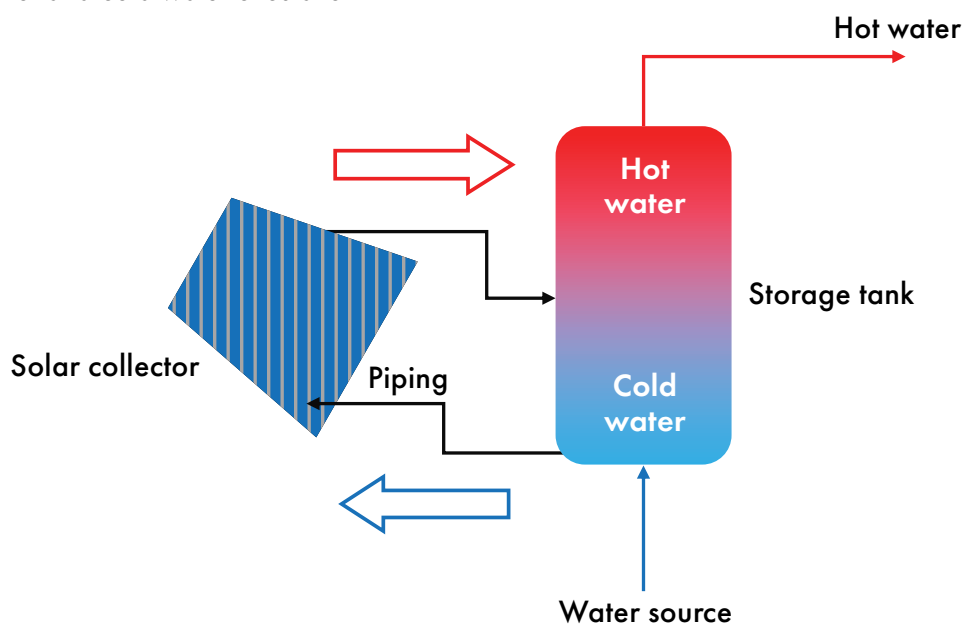 Hot water
Hot
water
Storage tank
Solar collector
Piping
Cold
water
Water source